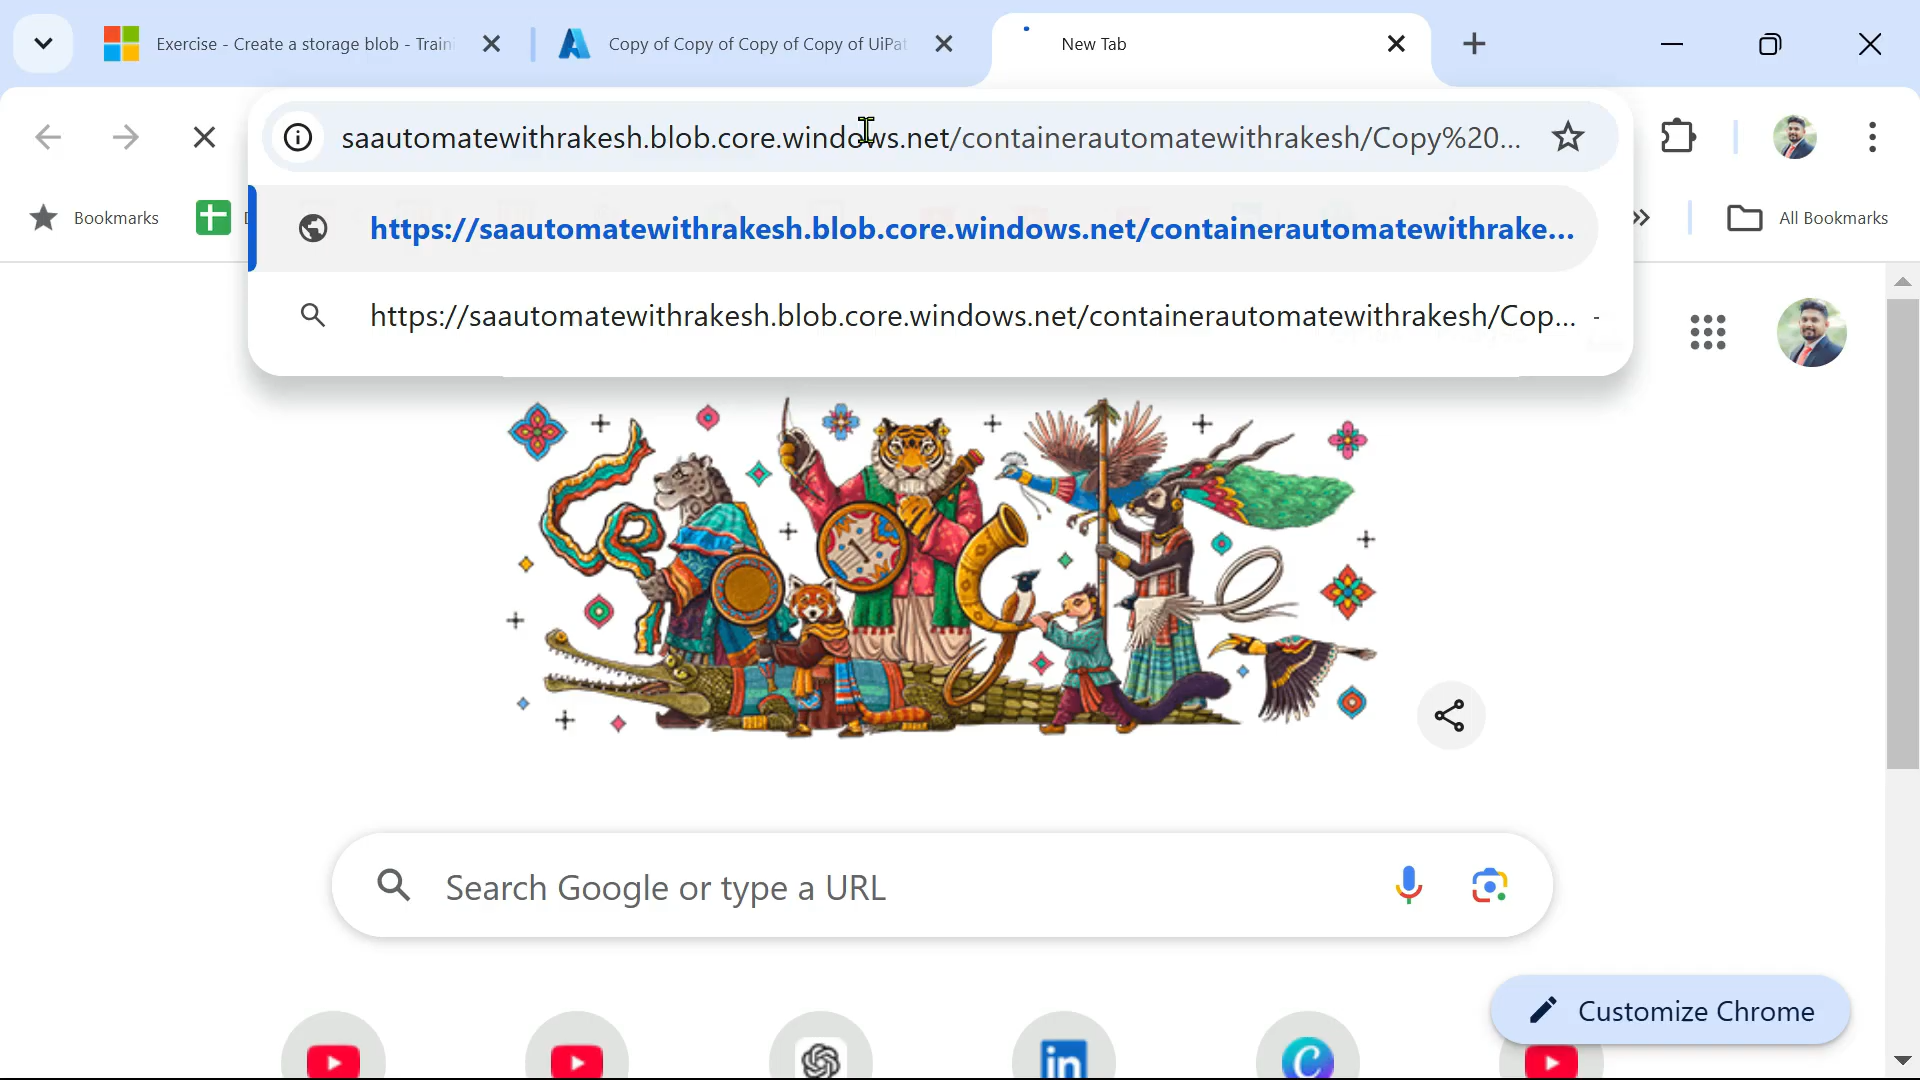 Exercise - Create a storage blob - Traini
Copy of Copy of Copy of Copy of UiPat
New Tab
saautomatewithrakesh.blob.core.windows.net/containerautomatewithrakesh/Copy%20...
Bookmarks
All Bookmarks
https://saautomatewithrakesh.blob.core.windows.net/containerautomatewithrake...
https://saautomatewithrakesh.blob.core.windows.net/containerautomatewithrakesh/Cop... -
Search Google or type a URL
Customize Chrome
in